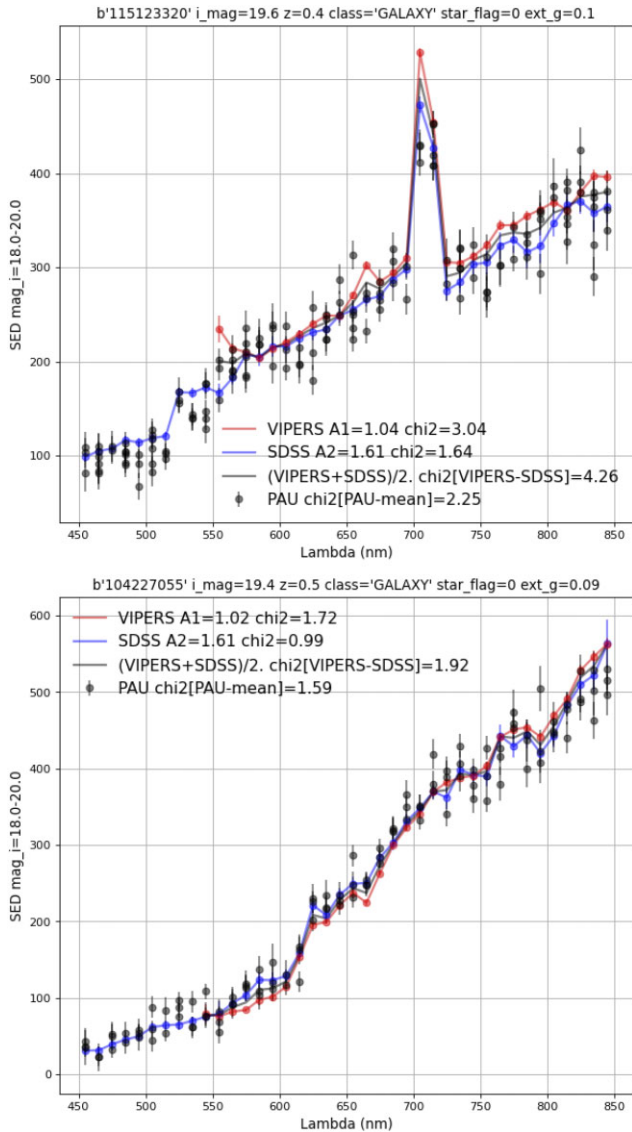 b'115123320' i_mag=19.6 z=0.4 class='GALAXY' star_flag=0 ext_g=0.1
500
400
300
200
100
SED mag_i=18.0-20.0
VIPERS A1=1.04 chi2=3.04
SDSS A2=1.61 chi2=1.64
(VIPERS+SDSS)/2. chi2[VIPERS-SDSS]=4.26
PAU chi2[PAU-mean]=2.25
450 500 550 600 650 700 750 800 850
Lambda (nm)
b'104227055' i_mag=19.4 z=0.5 class='GALAXY' star_flag=0 ext_g=0.09
600
500
400
300
200
100
0
SED mag_i=18.0-20.0
VIPERS A1=1.02 chi2=1.72
SDSS A2=1.61 chi2=0.99
(VIPERS+SDSS)/2. chi2[VIPERS-SDSS]=1.92
PAU chi2[PAU-mean]=1.59
450 500 550 600 650 700 750 800 850
Lambda (nm)